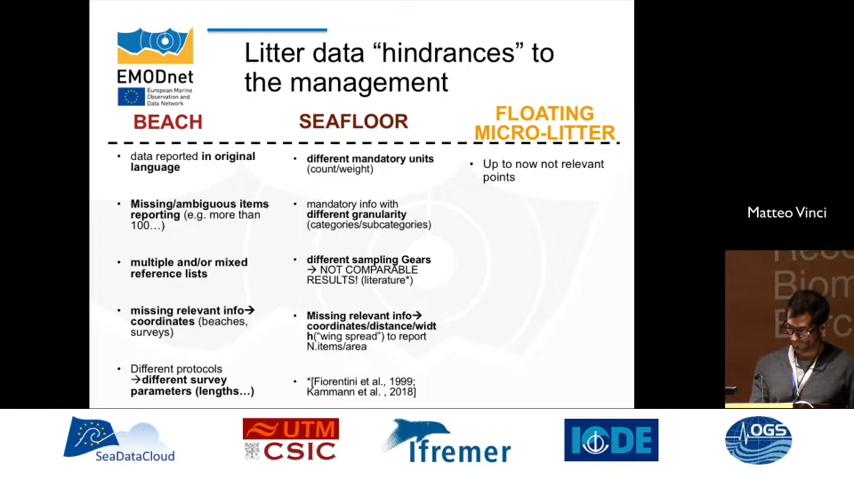 EMODnet
European Marine
Observation and
Data Network
Litter data “hindrances” to
the management
BEACH
• data reported in original
language
• Missing/ambiguous items
reporting (e.g. more than
100…)
• multiple and/or mixed
reference lists
• missing relevant info→
coordinates (beaches,
surveys)
• Different protocols
→different survey
parameters (lengths…)
SEAFLOOR
• different mandatory units
(count/weight)
• mandatory info with
different granularity
(categories/subcategories)
• different sampling Gears
→ NOT COMPARABLE
RESULTS! (literature*)
• Missing relevant info→
coordinates/distance/widt
h(“wing spread”) to report
N.items/area
• *[Fiorentini et al., 1999;
Kammann et al. , 2018]
FLOATING
MICRO-LITTER
• Up to now not relevant
points
Matteo Vinci
Biom
SeaDataCloud
UTM
CSIC
Ifremer
IODE
OGS